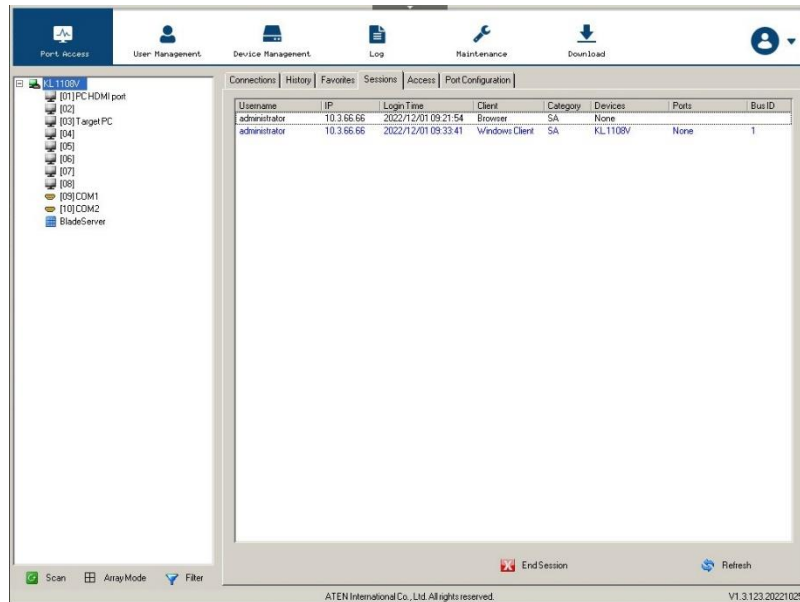 Port Access
User Management
Device Management
Log
Maintenance
Download
KL1108V
[01]PC HDMI port
[02]
[03]Target PC
[04]
[05]
[06]
[07]
[08]
[09]COM1
[10]COM2
BladeServer
Connections History Favorites Sessions Access Port Configuration
Username IP Login Time Client Category Devices Ports Bus ID
administrator 10.3.66.66 2022/12/01 09:21:54 Browser SA None
administrator 10.3.66.66 2022/12/01 09:33:41 Windows Client SA KL1108V None 1
End Session Refresh
Scan Array Mode Filter
ATEN International Co., Ltd. All rights reserved. V1.3.123.20221025